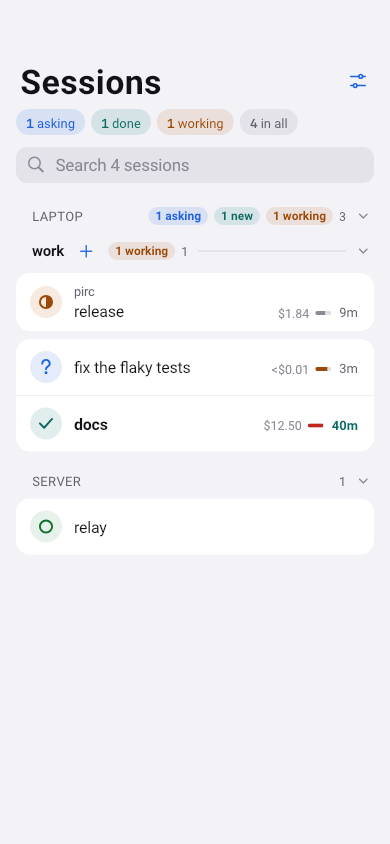 Sessions
1 asking 1 done 1 working 4 in all
Search 4 sessions
LAPTOP 1 asking 1 new 1 working 3
work + 1 working 1
pirc
release $1.84 9m
? fix the flaky tests <$0.01 3m
docs $12.50 40m
SERVER 1
relay